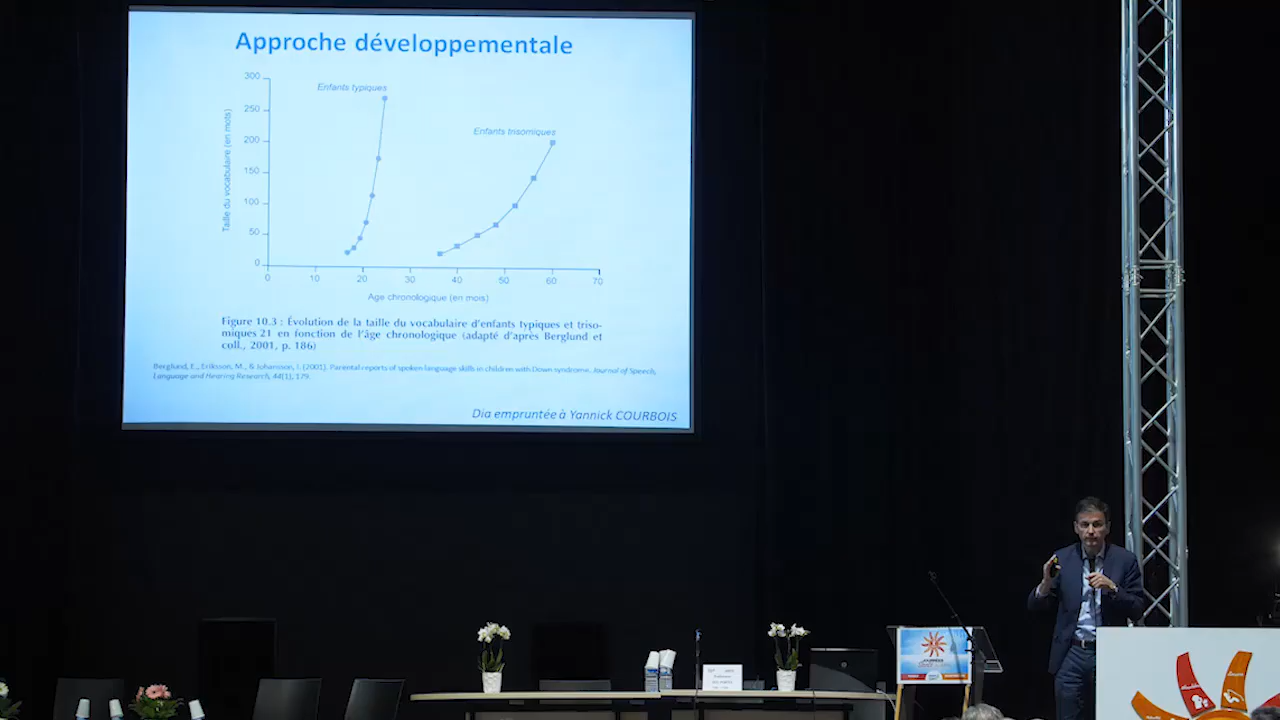 Approche développementale
Enfants typiques
Enfants trisomiques
Taille du vocabulaire (en mots)
300
250
200
150
100
50
0
0 10 20 30 40 50 60 70
Age chronologique (en mois)
Figure 10.3 : Évolution de la taille du vocabulaire d'enfants typiques et triso-
miques 21 en fonction de l'âge chronologique (adapté d'après Berglund et
coll., 2001, p. 186)
Berglund, E., Eriksson, M., & Johansson, I. (2001). Parental reports of spoken language skills in children with Down syndrome. Journal of Speech,
Language and Hearing Research, 44(1), 179.
Dia empruntée à Yannick COURBOIS